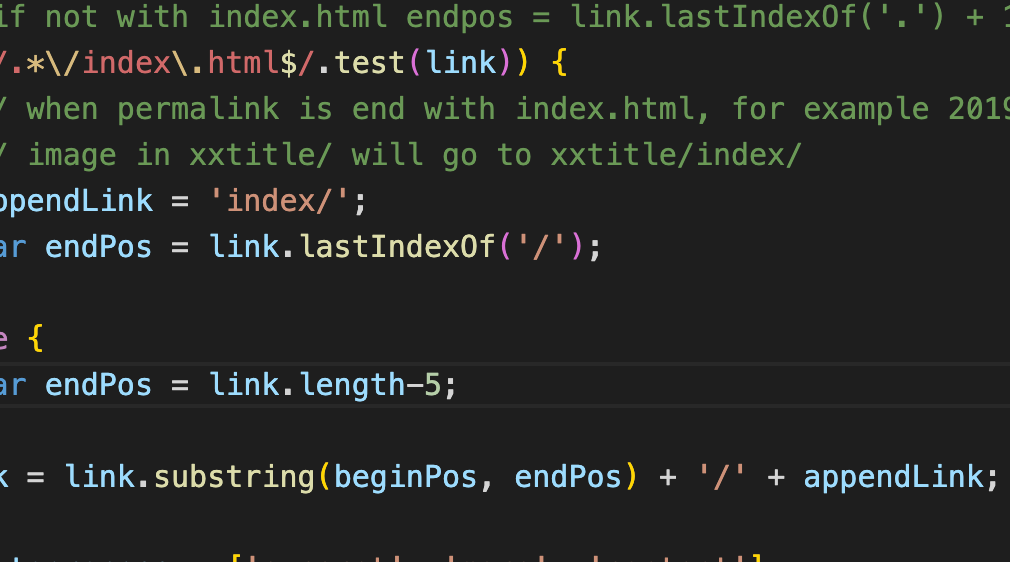 if not with index.html endpos = link.lastIndexOf('.') + 1
/.*\/index\.html$/.test(link)) {
/ when permalink is end with index.html, for example 2019
/ image in xxtitle/ will go to xxtitle/index/
ppendLink = 'index/';
ar endPos = link.lastIndexOf('/');
e {
ar endPos = link.length-5;
k = link.substring(beginPos, endPos) + '/' + appendLink;